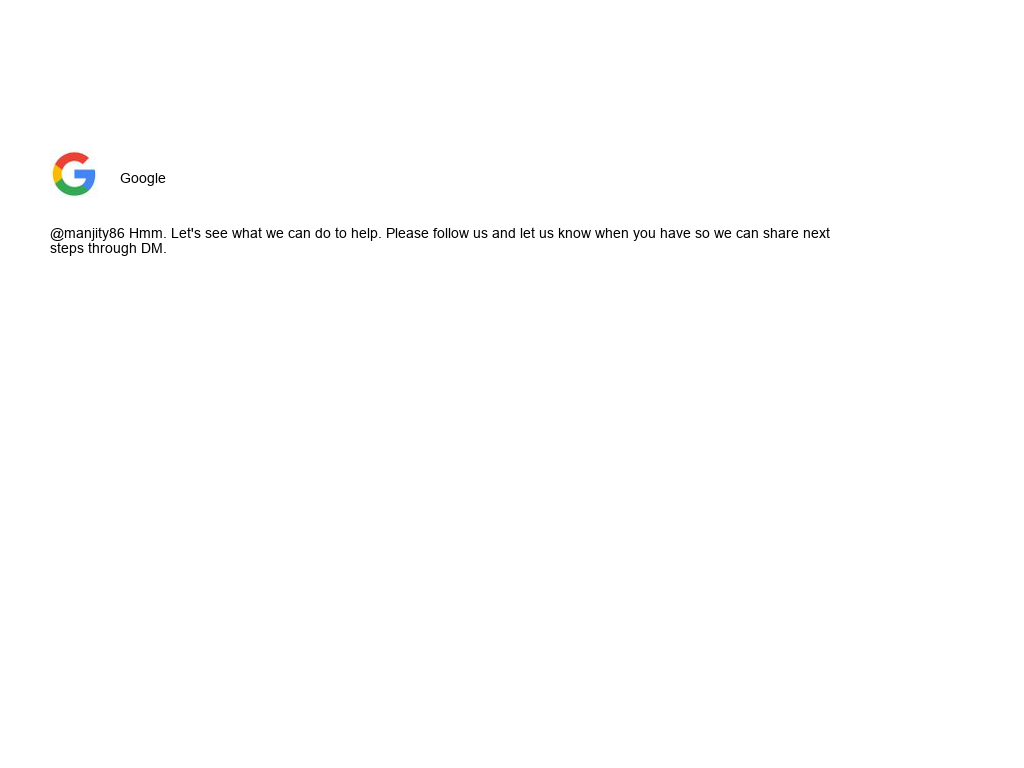 Google
@manjity86 Hmm. Let's see what we can do to help. Please follow us and let us know when you have so we can share next
steps through DM.